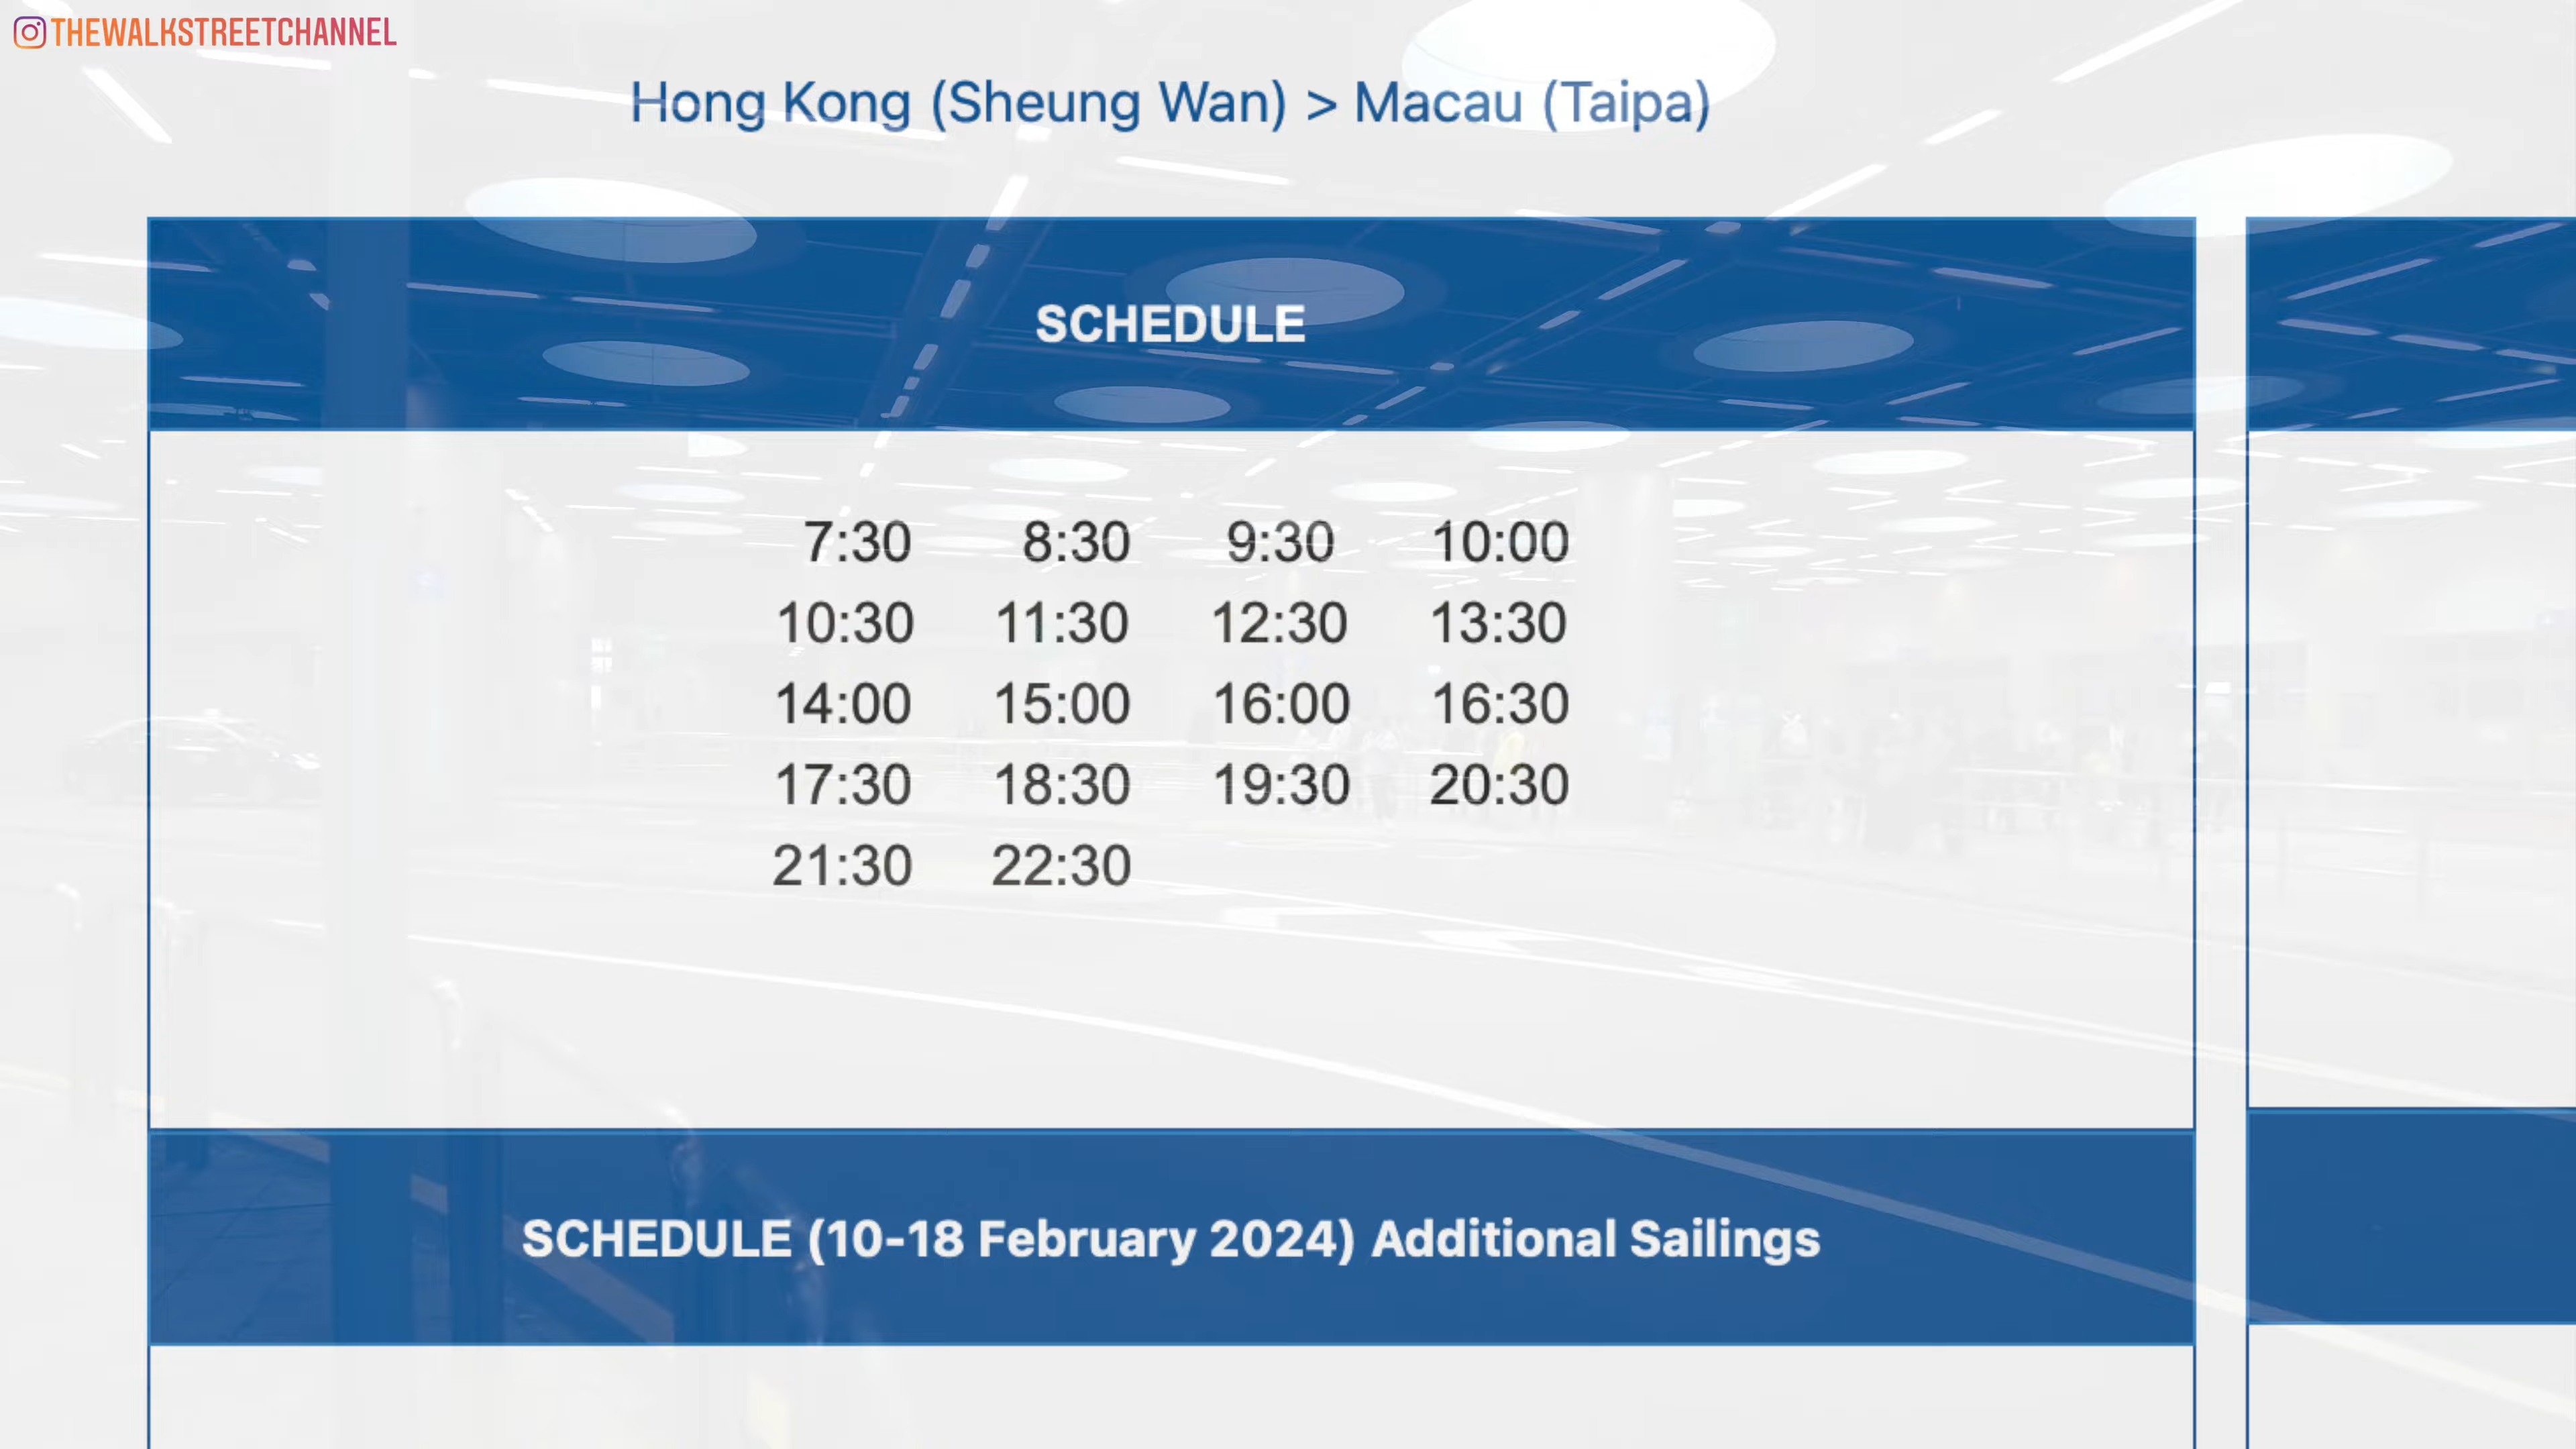 THEWALKSTREETCHANNEL
Hong Kong (Sheung Wan) > Macau (Taipa)
SCHEDULE
7:30 8:30 9:30 10:00
10:30 11:30 12:30 13:30
14:00 15:00 16:00 16:30
17:30 18:30 19:30 20:30
21:30 22:30
SCHEDULE (10-18 February 2024) Additional Sailings